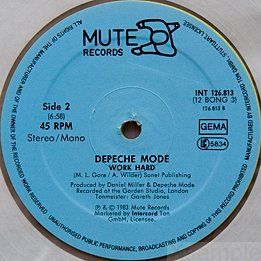 MUTE
RECORDS
INT 126.813
(12 BONG 3)
126 813 B
Side 2
(6:58)
45 RPM
Stereo/Mono
GEMA
LC 5834
DEPECHE MODE
WORK HARD
(M. L. Gore / A. Wilder) Sonet Publishing
Produced by Daniel Miller & Depeche Mode
Recorded at the Garden Studio, London
Tonmeister: Gareth Jones
℗ & © 1983 Mute Records
Marketed by Intercord Ton
GmbH, Licensee.
ALL RIGHTS OF THE MANUFACTURER AND OF THE OWNER OF THE RECORDED WORK RESERVED
UNAUTHORISED PUBLIC PERFORMANCE, BROADCASTING AND COPYING OF THIS RECORD PROHIBITED